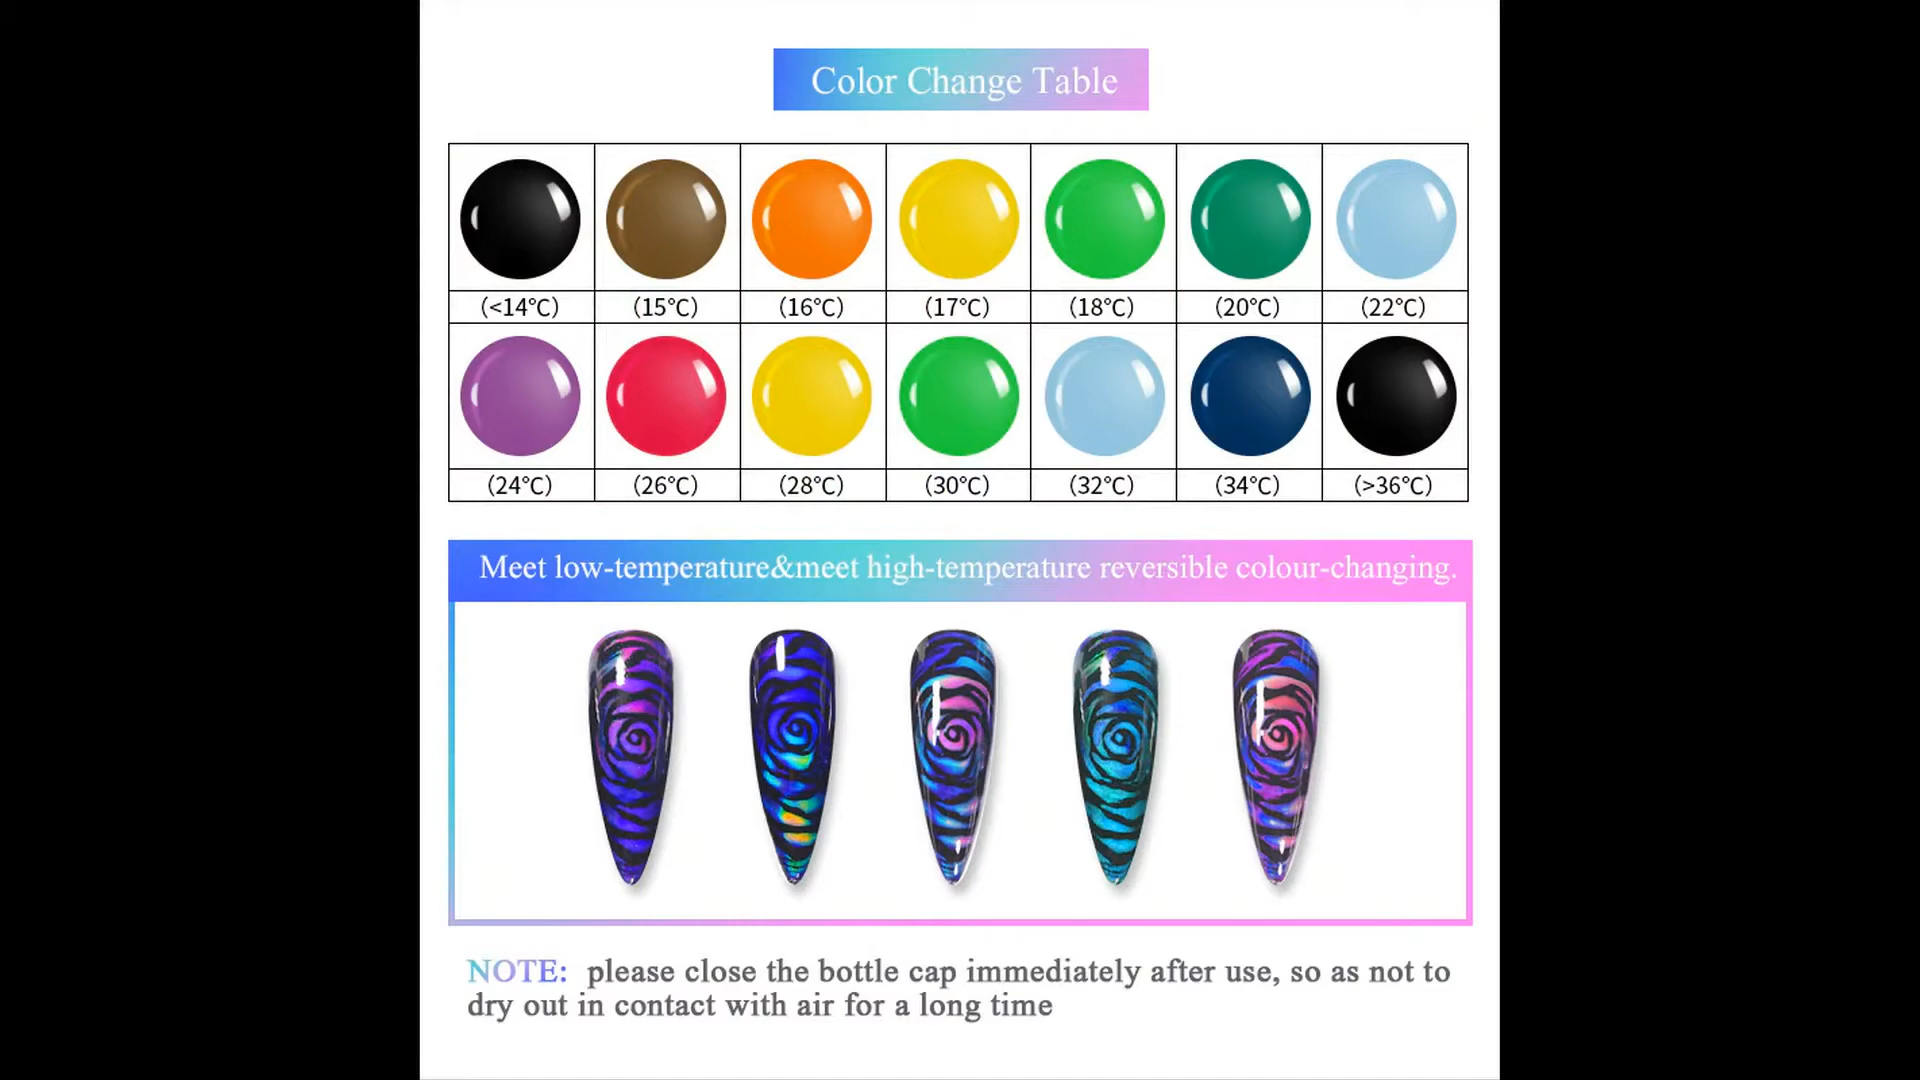 Color Change Table
(<14℃) (15℃) (16℃) (17℃) (18℃) (20℃) (22℃)
(24℃) (26℃) (28℃) (30℃) (32℃) (34℃) (>36℃)
Meet low-temperature&meet high-temperature reversible colour-changing.
NOTE: please close the bottle cap immediately after use, so as not to
dry out in contact with air for a long time